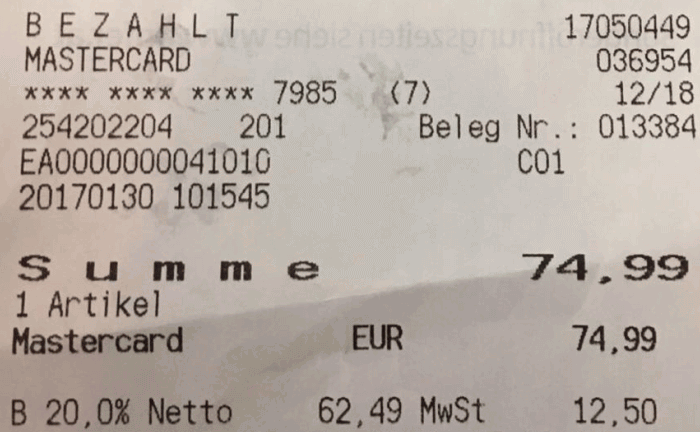 B E Z A H L T 17050449
MASTERCARD 036954
**** **** **** 7985 (7) 12/18
254202204 201 Beleg Nr.: 013384
EA0000000041010 C01
20170130 101545
S u m m e 74,99
1 Artikel
Mastercard EUR 74,99
B 20,0% Netto 62,49 MwSt 12,50